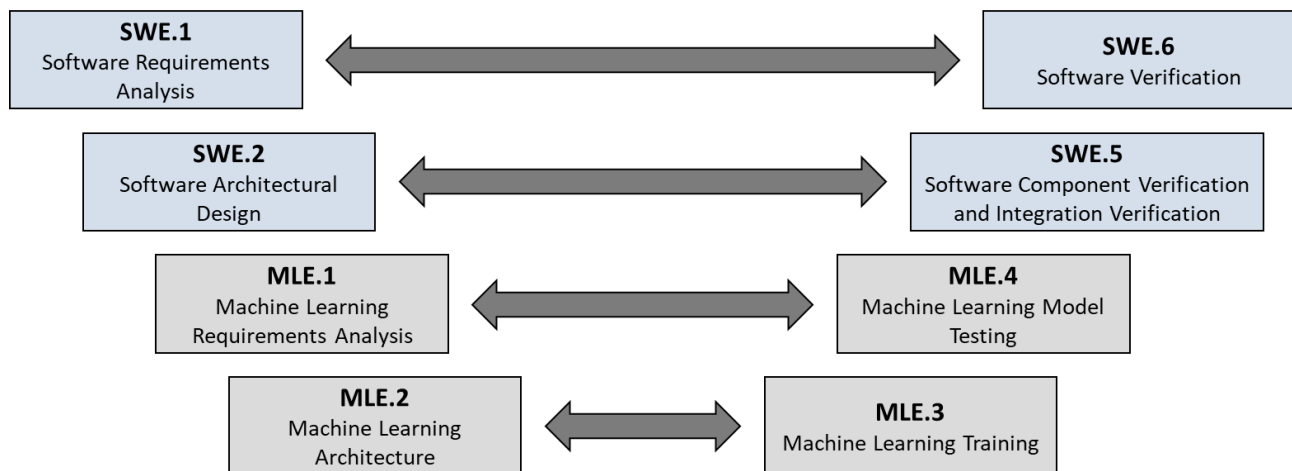 SWE.1
Software Requirements
Analysis
SWE.6
Software Verification
SWE.2
Software Architectural
Design
SWE.5
Software Component Verification
and Integration Verification
MLE.1
Machine Learning
Requirements Analysis
MLE.4
Machine Learning Model
Testing
MLE.2
Machine Learning
Architecture
MLE.3
Machine Learning Training